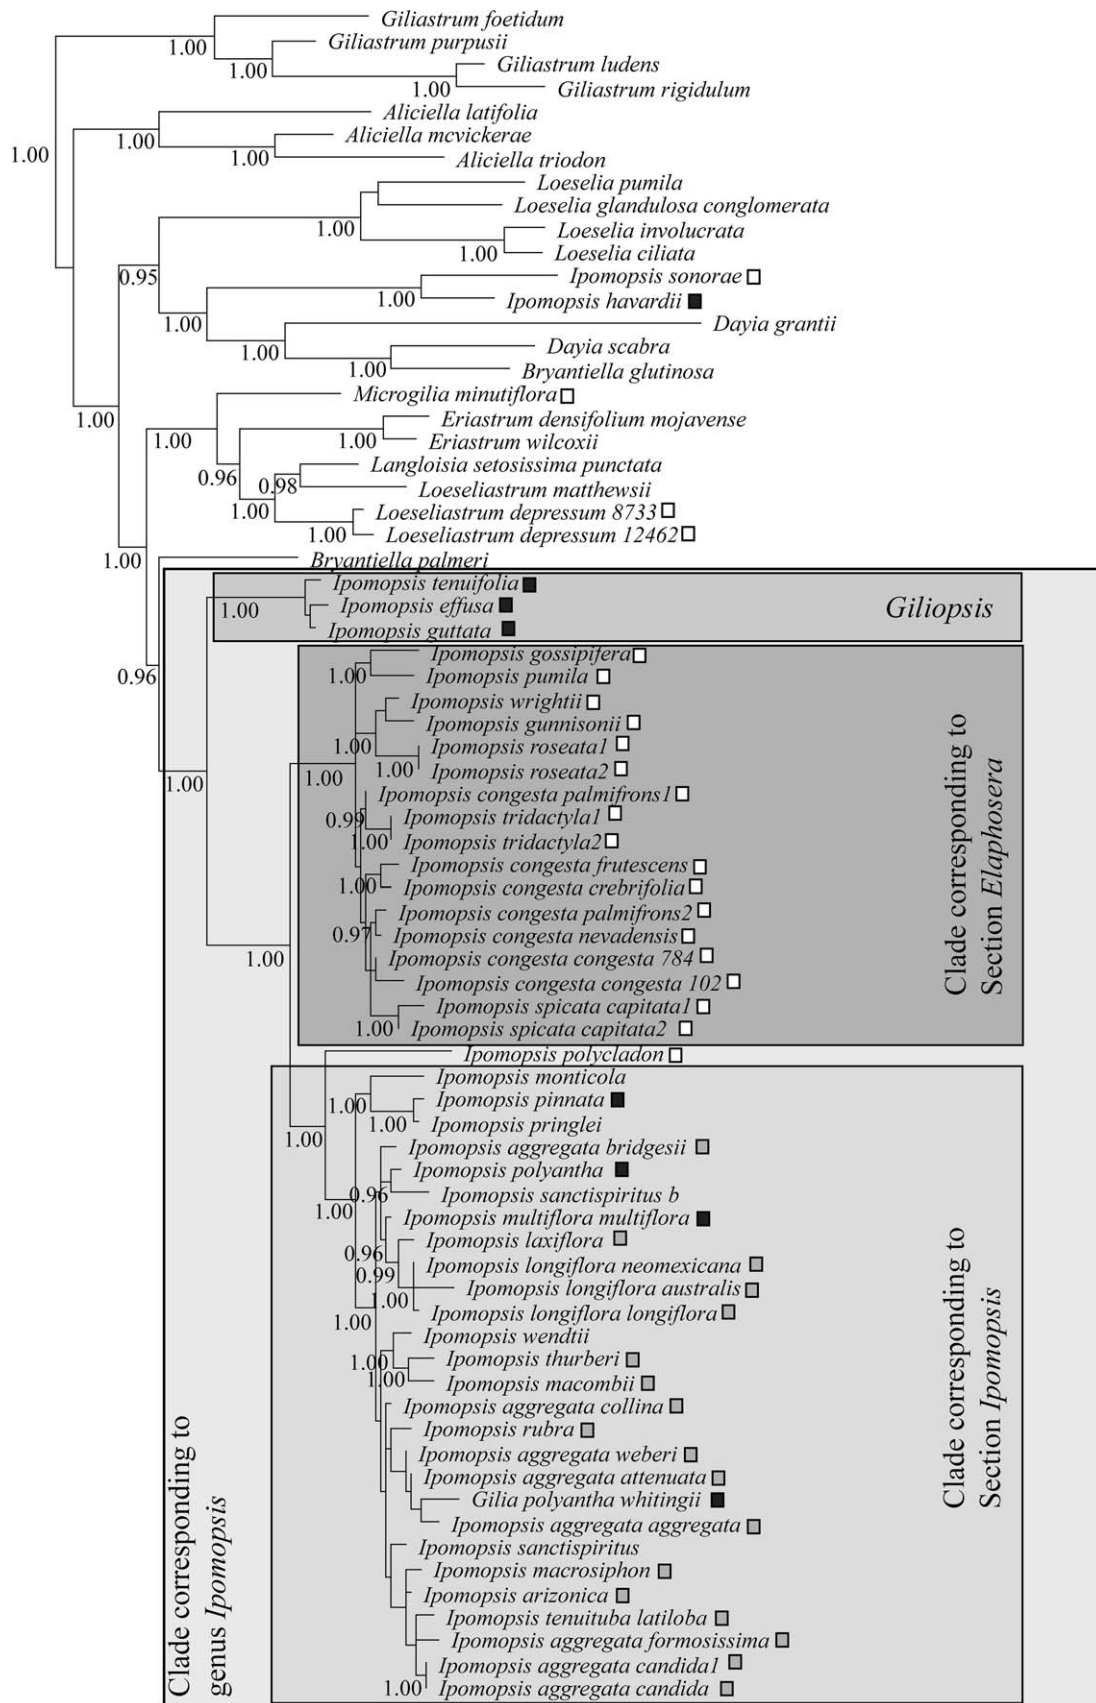 Giliastrum foetidum
Giliastrum purpusii
1.00
Giliastrum ludens
1.00
Giliastrum rigidulum
1.00
Aliciella latifolia
Aliciella mcvickerae
1.00
1.00
Aliciella triodon
1.00
Loeselia pumila
Loeselia glandulosa conglomerata
1.00
Loeselia involucrata
1.00
Loeselia ciliata
0.95
Ipomopsis sonorae
1.00
Ipomopsis havardii
Dayia grantii
1.00
1.00
Dayia scabra
1.00
Bryantiella glutinosa
Microgilia minutiflora
1.00
Eriastrum densifolium mojavense
1.00
1.00
Eriastrum wilcoxii
Langloisia setosissima punctata
0.96
0.98
Loeseliastrum matthewsii
1.00
Loeseliastrum depressum 8733
1.00
Loeseliastrum depressum 12462
1.00
Bryantiella palmeri
Ipomopsis tenuifolia
1.00
Ipomopsis effusa
Giliopsis
Ipomopsis guttata
Ipomopsis gossipifera
0.96
1.00
Ipomopsis pumila
Ipomopsis wrightii
Ipomopsis gunnisonii
1.00
Ipomopsis roseata1
1.00
1.00
1.00
Ipomopsis roseata2
Ipomopsis congesta palmifrons1
0.99
Ipomopsis tridactyla1
1.00
Ipomopsis tridactyla2
Ipomopsis congesta frutescens
1.00
Ipomopsis congesta crebrifolia
Ipomopsis congesta palmifrons2
0.97
Ipomopsis congesta nevadensis
1.00
Ipomopsis congesta congesta 784
Ipomopsis congesta congesta 102
Ipomopsis spicata capitata1
1.00
Ipomopsis spicata capitata2
Clade corresponding to
Section Elaphosera
Ipomopsis polycladon
Ipomopsis monticola
1.00
Ipomopsis pinnata
1.00
Ipomopsis pringlei
1.00
Ipomopsis aggregata bridgesii
Ipomopsis polyantha
0.96
Ipomopsis sanctispiritus b
1.00
Ipomopsis multiflora multiflora
Ipomopsis laxiflora
0.96
Ipomopsis longiflora neomexicana
0.99
Ipomopsis longiflora australis
1.00
Ipomopsis longiflora longiflora
1.00
Ipomopsis wendtii
1.00
Ipomopsis thurberi
1.00
Ipomopsis macombii
Ipomopsis aggregata collina
Ipomopsis rubra
Ipomopsis aggregata weberi
Ipomopsis aggregata attenuata
Gilia polyantha whitingii
Ipomopsis aggregata aggregata
Ipomopsis sanctispiritus
Ipomopsis macrosiphon
Ipomopsis arizonica
Ipomopsis tenuituba latiloba
Ipomopsis aggregata formosissima
Ipomopsis aggregata candida1
1.00
Ipomopsis aggregata candida
Clade corresponding to
Section Ipomopsis
Clade corresponding to
genus Ipomopsis